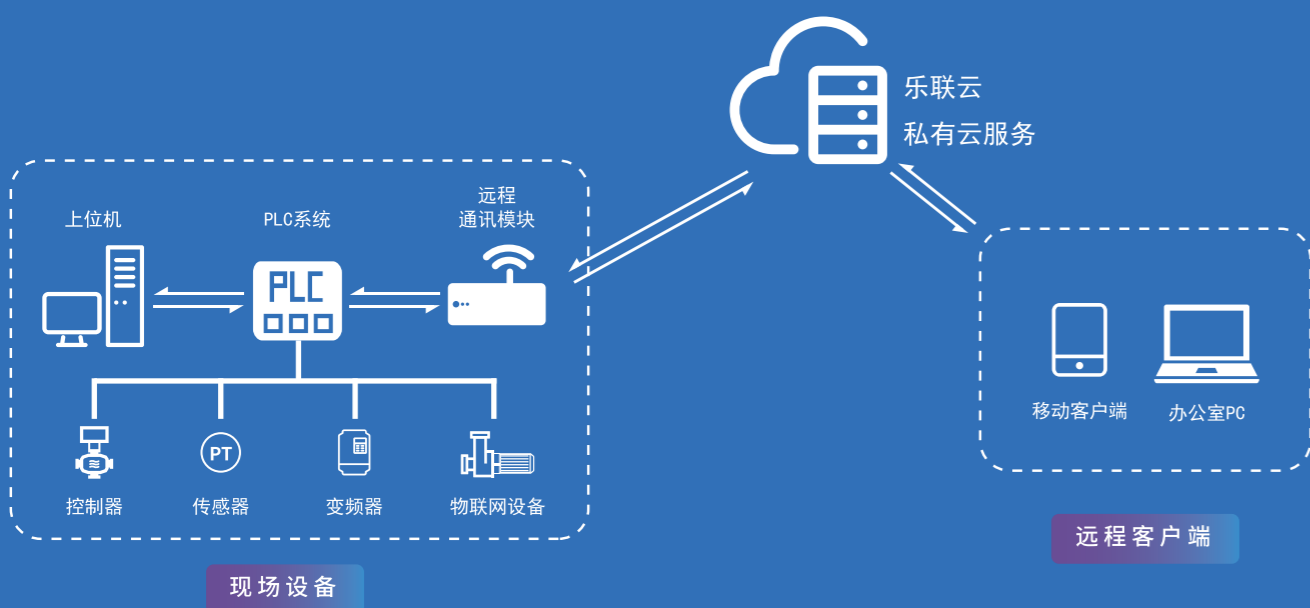 乐联云
私有云服务
远程
通讯模块
上位机
PLC系统
PLC
控制器
PT
传感器
变频器
物联网设备
现场设备
移动客户端
办公室PC
远程客户端